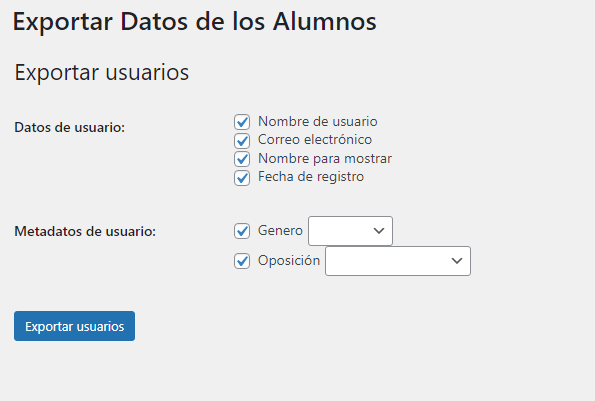 Exportar Datos de los Alumnos
Exportar usuarios
Datos de usuario:
Nombre de usuario
Correo electrónico
Nombre para mostrar
Fecha de registro
Metadatos de usuario:
Genero
Oposición
Exportar usuarios